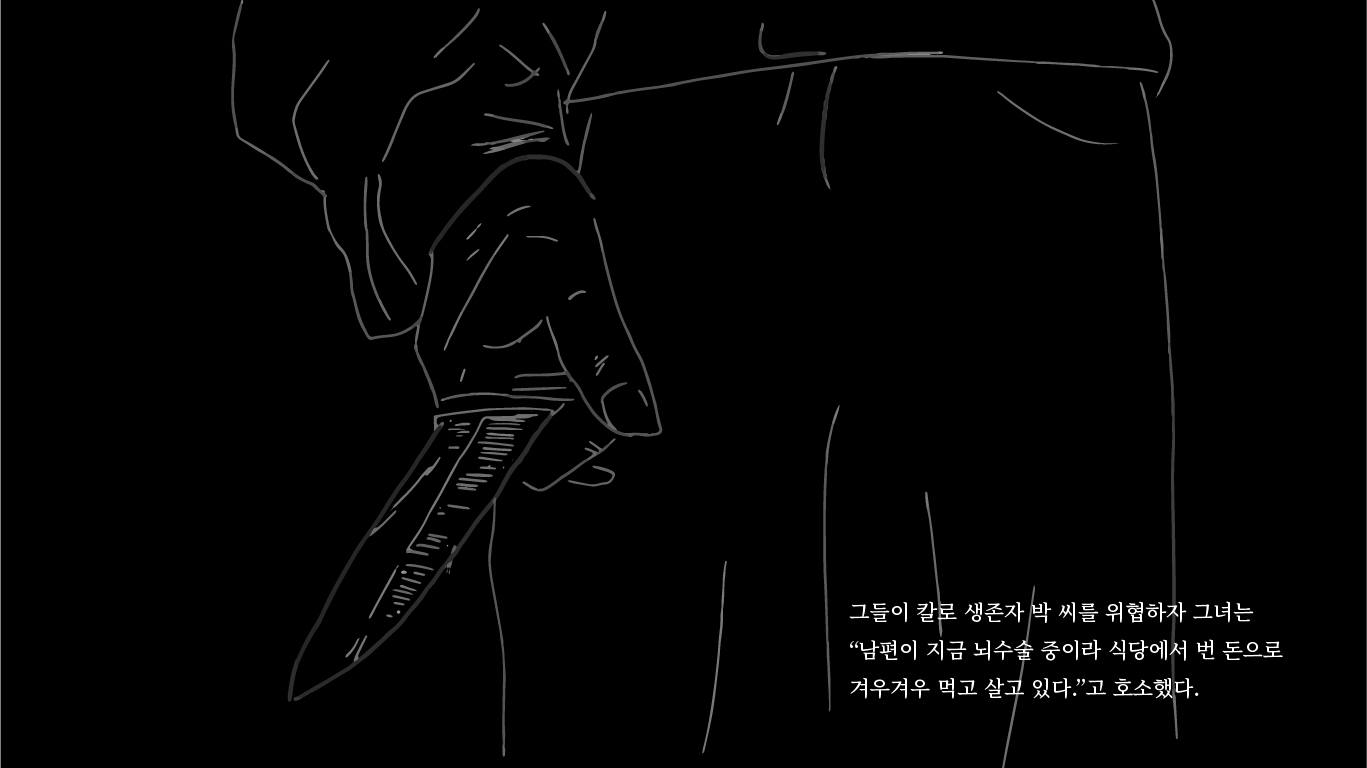 그들이 칼로 생존자 박 씨를 위협하자 그녀는
“남편이 지금 뇌수술 중이라 식당에서 번 돈으로
겨우겨우 먹고 살고 있다.”고 호소했다.